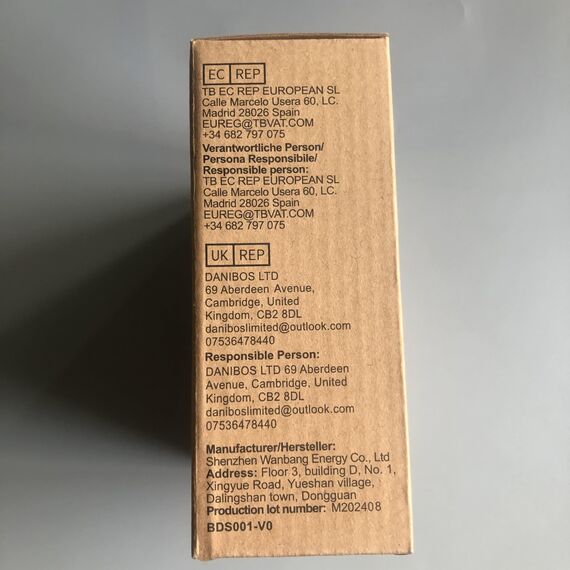 EC REP
TB EC REP EUROPEAN SL
Calle Marcelo Usera 60, LC.
Madrid 28026 Spain
EUREG@TBVAT.COM
+34 682 797 075
Verantwortliche Person/
Persona Responsibile/
Responsible person:
TB EC REP EUROPEAN SL
Calle Marcelo Usera 60, LC.
Madrid 28026 Spain
EUREG@TBVAT.COM
+34 682 797 075
UK REP
DANIBOS LTD
69 Aberdeen Avenue,
Cambridge, United
Kingdom, CB2 8DL
daniboslimited@outlook.com
07536478440
Responsible Person:
DANIBOS LTD 69 Aberdeen
Avenue, Cambridge, United
Kingdom, CB2 8DL
daniboslimited@outlook.com
07536478440
Manufacturer/Hersteller:
Shenzhen Wanbang Energy Co., Ltd
Address: Floor 3, building D, No. 1,
Xingyue Road, Yueshan village,
Dalingshan town, Dongguan
Production lot number: M202408
BDS001-V0